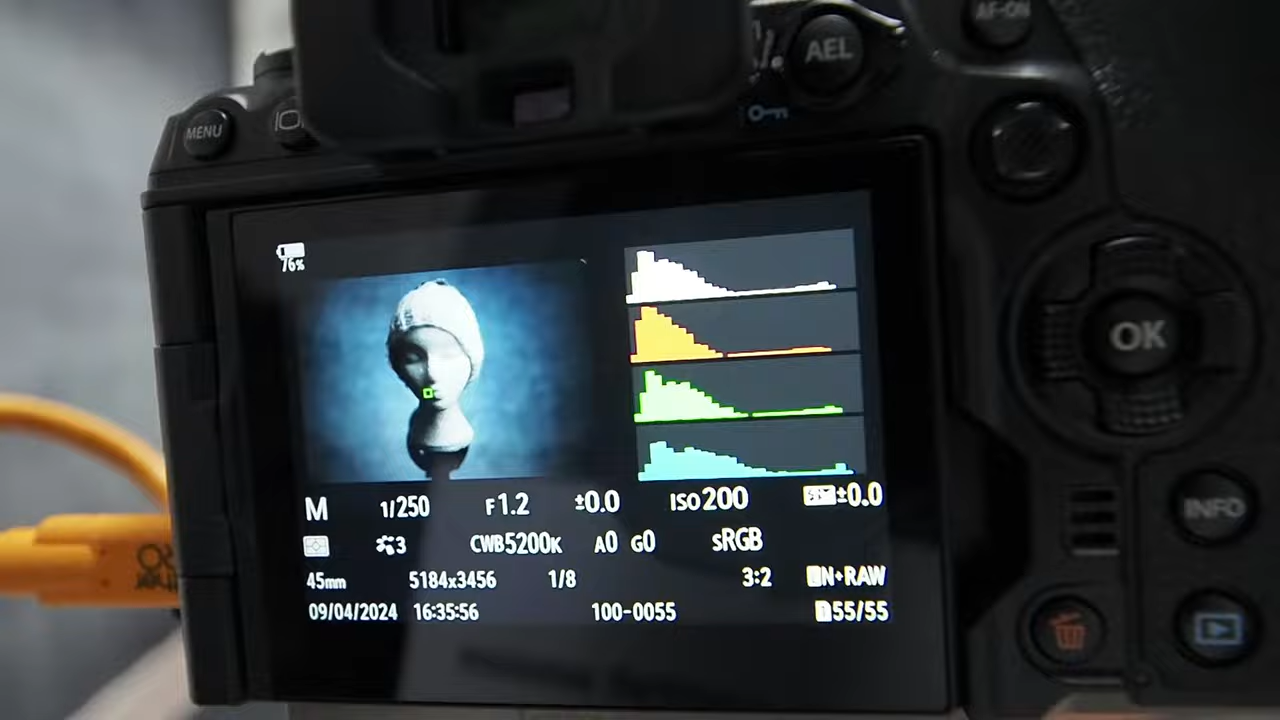 AF-ON
AEL
MENU
76%
OK
M 1/250 F1.2 ±0.0 ISO200 ±0.0
3 CWB5200K A0 G0 sRGB
INFO
45mm 5184x3456 1/8 3:2 LN+RAW
09/04/2024 16:35:56 100-0055 1 55/55